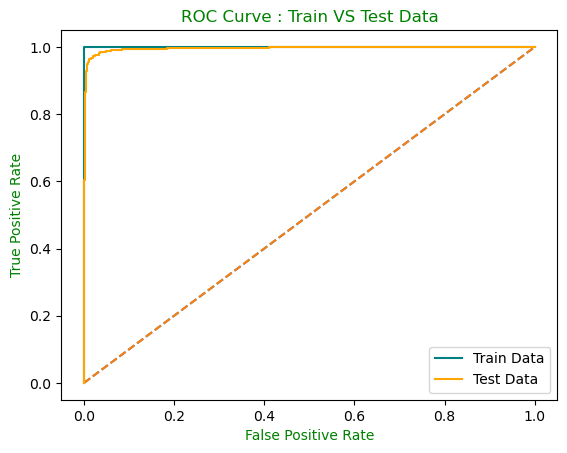 ROC Curve : Train VS Test Data
True Positive Rate
1.0
0.8
0.6
0.4
0.2
0.0
Train Data
Test Data
0.0 0.2 0.4 0.6 0.8 1.0
False Positive Rate